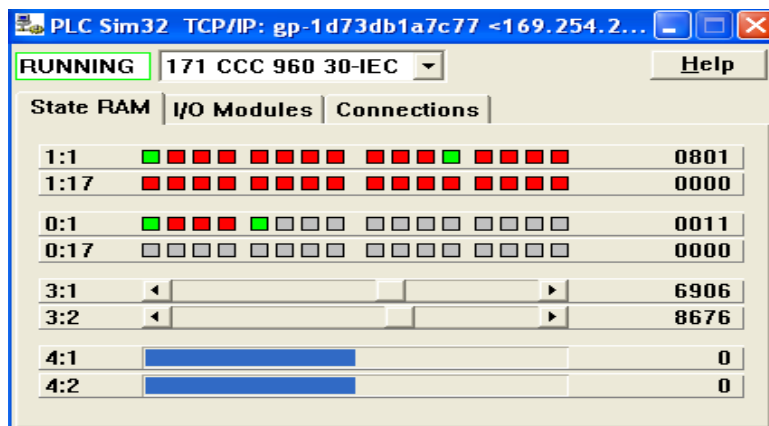 PLC Sim32 TCP/IP: gp-1d73db1a7c77 <169.254.2...
RUNNING 171 CCC 960 30-IEC Help
State RAM I/O Modules Connections
1:1 0801
1:17 0000
0:1 0011
0:17 0000
3:1 6906
3:2 8676
4:1 0
4:2 0